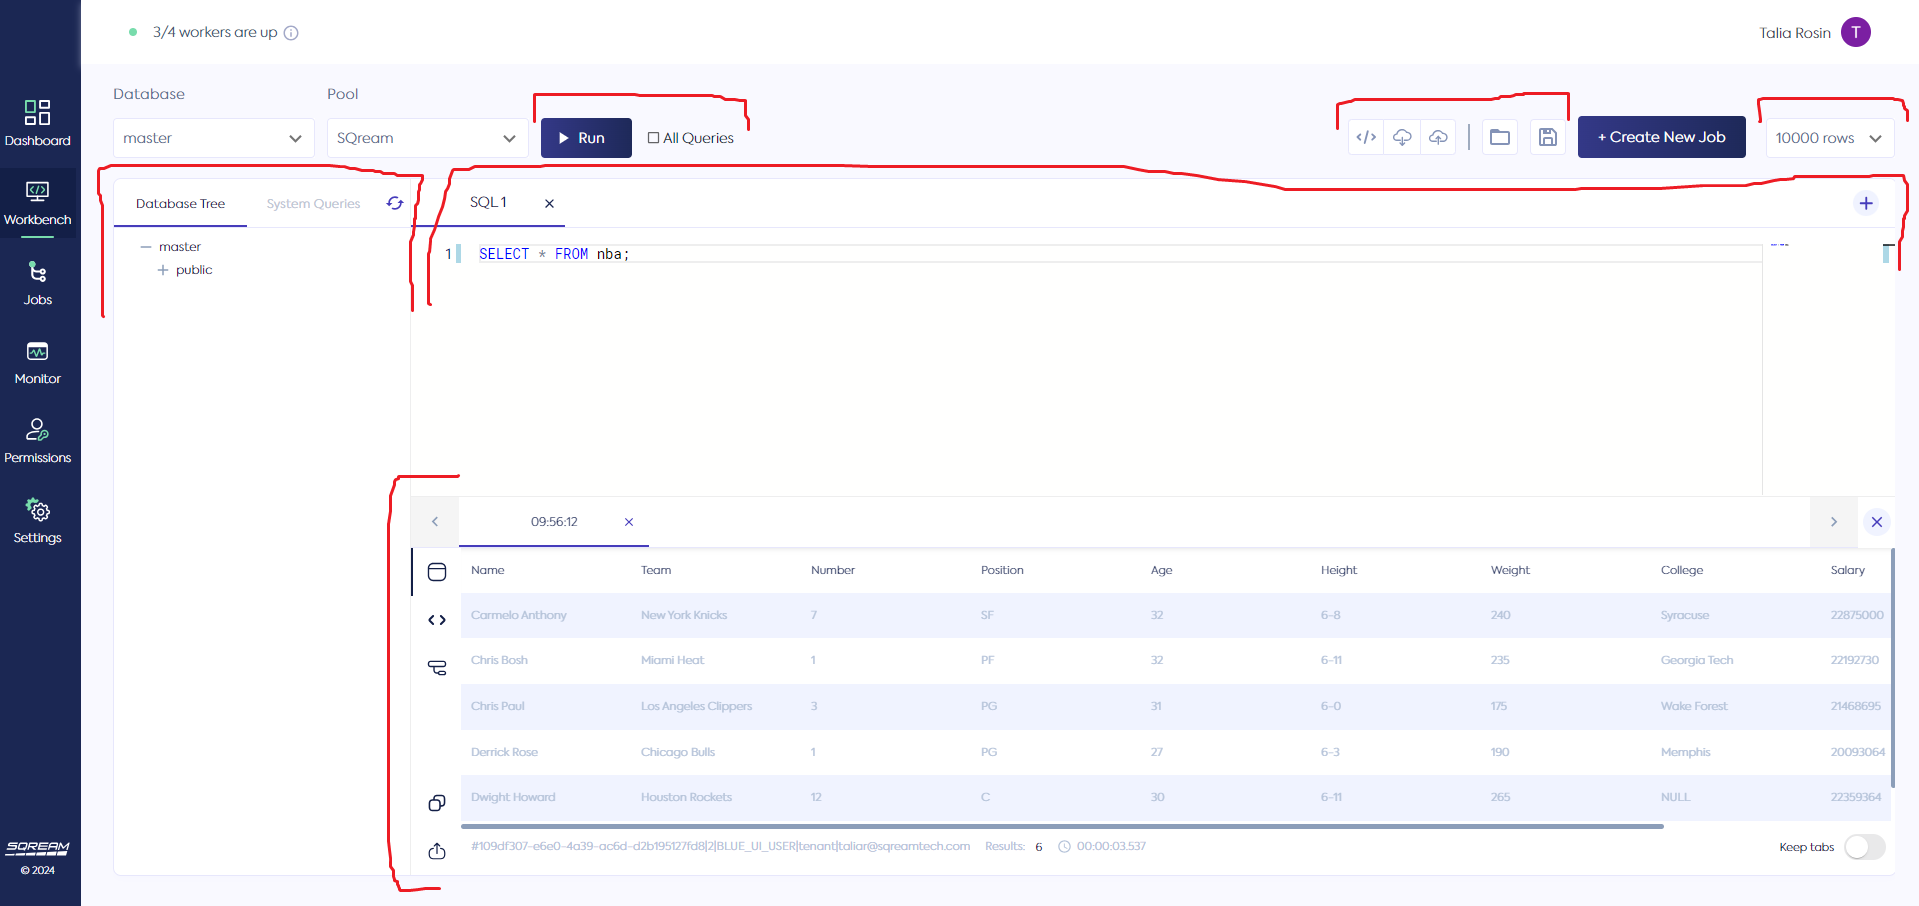 3/4 workers are up
Talia Rosin T
Database Pool
master SQream Run All Queries + Create New Job 10000 rows
Dashboard
Workbench
Jobs
Monitor
Permissions
Settings
SQREAM
© 2024
Database Tree System Queries
master
public
SQL1
1 SELECT * FROM nba;
09:56:12
Name Team Number Position Age Height Weight College Salary
Carmelo Anthony New York Knicks 7 SF 32 6-8 240 Syracuse 22875000
Chris Bosh Miami Heat 1 PF 32 6-11 235 Georgia Tech 22192730
Chris Paul Los Angeles Clippers 3 PG 31 6-0 175 Wake Forest 21468695
Derrick Rose Chicago Bulls 1 PG 27 6-3 190 Memphis 20093064
Dwight Howard Houston Rockets 12 C 30 6-11 265 NULL 22359364
#109df307-e6e0-4a39-ac6d-d2b195127fd8|2|BLUE_UI_USER|tenant|taliar@sqreamtech.com Results: 6 00:00:03.537
Keep tabs